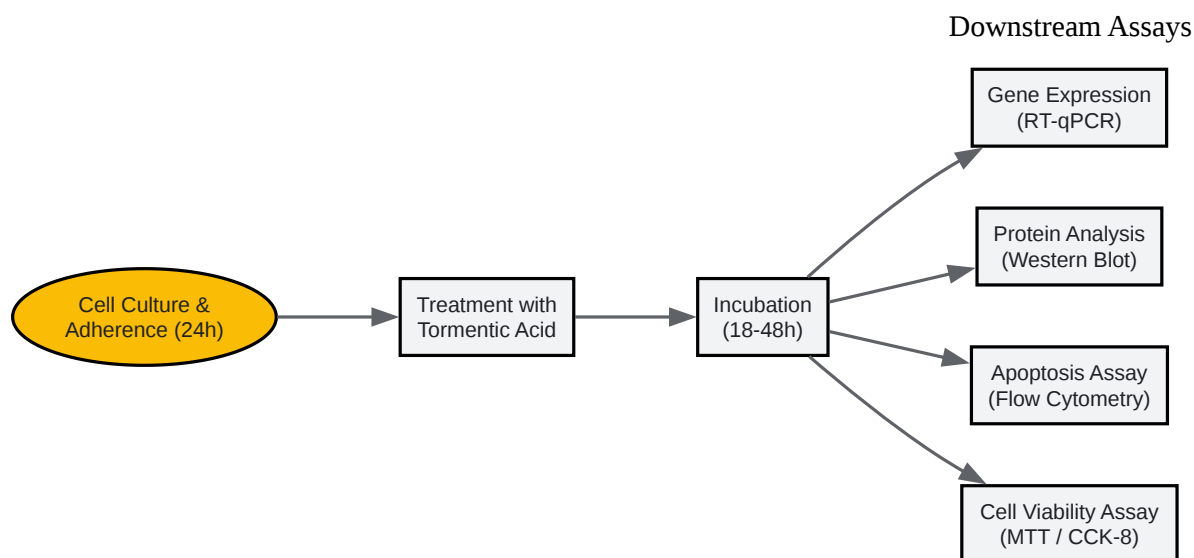 Downstream Assays
Gene Expression
(RT-qPCR)
Protein Analysis
(Western Blot)
Cell Culture &
Adherence (24h)
Treatment with
Tormentic Acid
Incubation
(18-48h)
Apoptosis Assay
(Flow Cytometry)
Cell Viability Assay
(MTT / CCK-8)